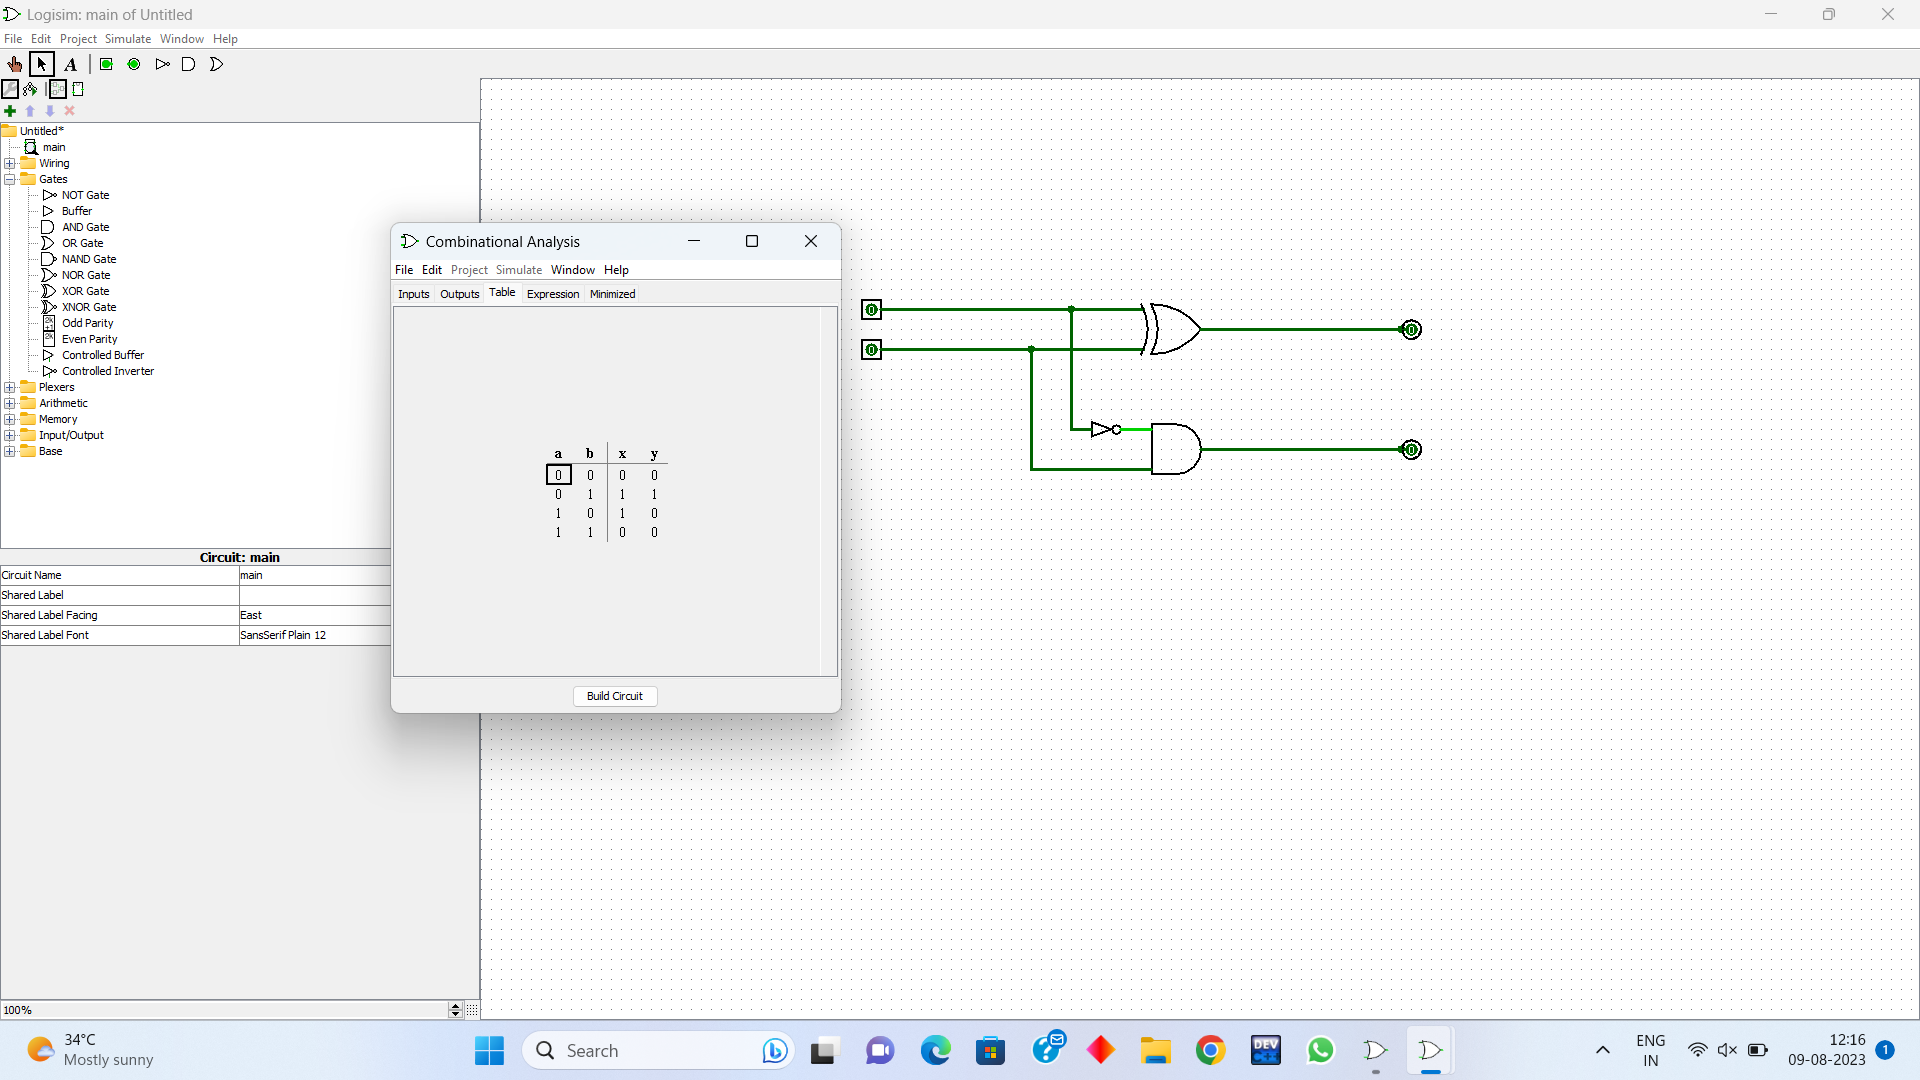 Logisim: main of Untitled
File Edit Project Simulate Window Help
A
Untitled*
main
Wiring
Gates
NOT Gate
Buffer
AND Gate
OR Gate
NAND Gate
NOR Gate
XOR Gate
XNOR Gate
Odd Parity
Even Parity
Controlled Buffer
Controlled Inverter
Plexers
Arithmetic
Memory
Input/Output
Base
Circuit: main
Circuit Name main
Shared Label
Shared Label Facing East
Shared Label Font SansSerif Plain 12
100%
Combinational Analysis
File Edit Project Simulate Window Help
Inputs Outputs Table Expression Minimized
a b x y
0 0 0 0
0 1 1 1
1 0 1 0
1 1 0 0
Build Circuit
0
0
0
0
34°C
Mostly sunny
Search
DEV
C++
ENG
IN
12:16
09-08-2023
1